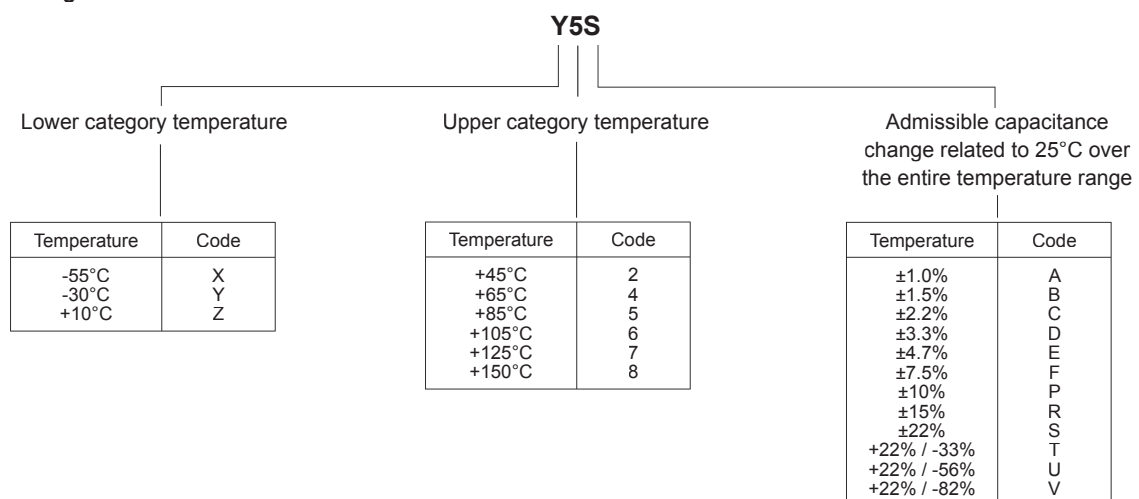 Y5S
Lower category temperature
Upper category temperature
Admissible capacitance
change related to 25°C over
the entire temperature range
Temperature Code
-55°C X
-30°C Y
+10°C Z
Temperature Code
+45°C 2
+65°C 4
+85°C 5
+105°C 6
+125°C 7
+150°C 8
Temperature Code
±1.0% A
±1.5% B
±2.2% C
±3.3% D
±4.7% E
±7.5% F
±10% P
±15% R
±22% S
+22% / -33% T
+22% / -56% U
+22% / -82% V